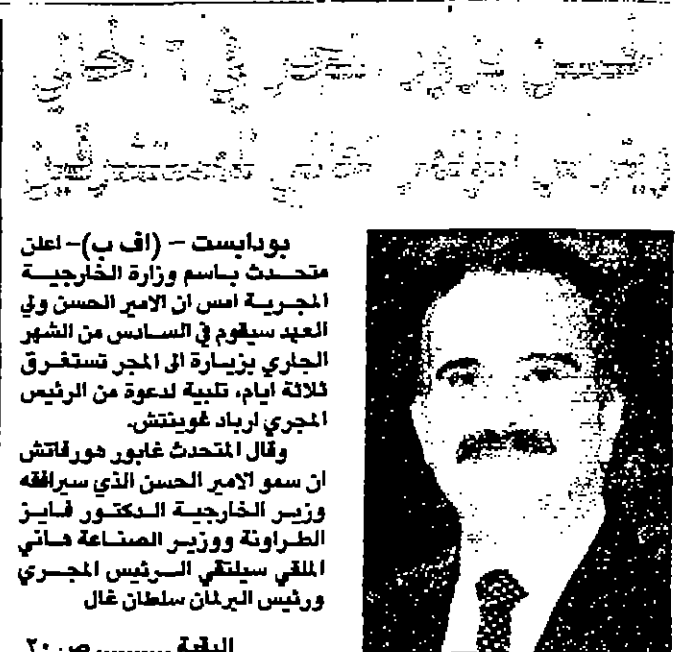 بودابست - (اف ب)- اعلن
متحدث باسم وزارة الخارجية
المجرية امس ان الامير الحسن ولي
العهد سيقوم في السادس من الشهر
الجاري بزيارة الى المجر تستغرق
ثلاثة ايام، تلبية لدعوة من الرئيس
المجري ارباد غوينتش.
وقال المتحدث غابور هورفاتش
ان سمو الامير الحسن الذي سيرافقه
وزير الخارجية الدكتور فايز
الطراونة ووزير الصناعة هاني
الملقي سيلتقي الرئيس المجري
ورئيس البرلمان سلطان غال
البقية .......... ص ٢٠